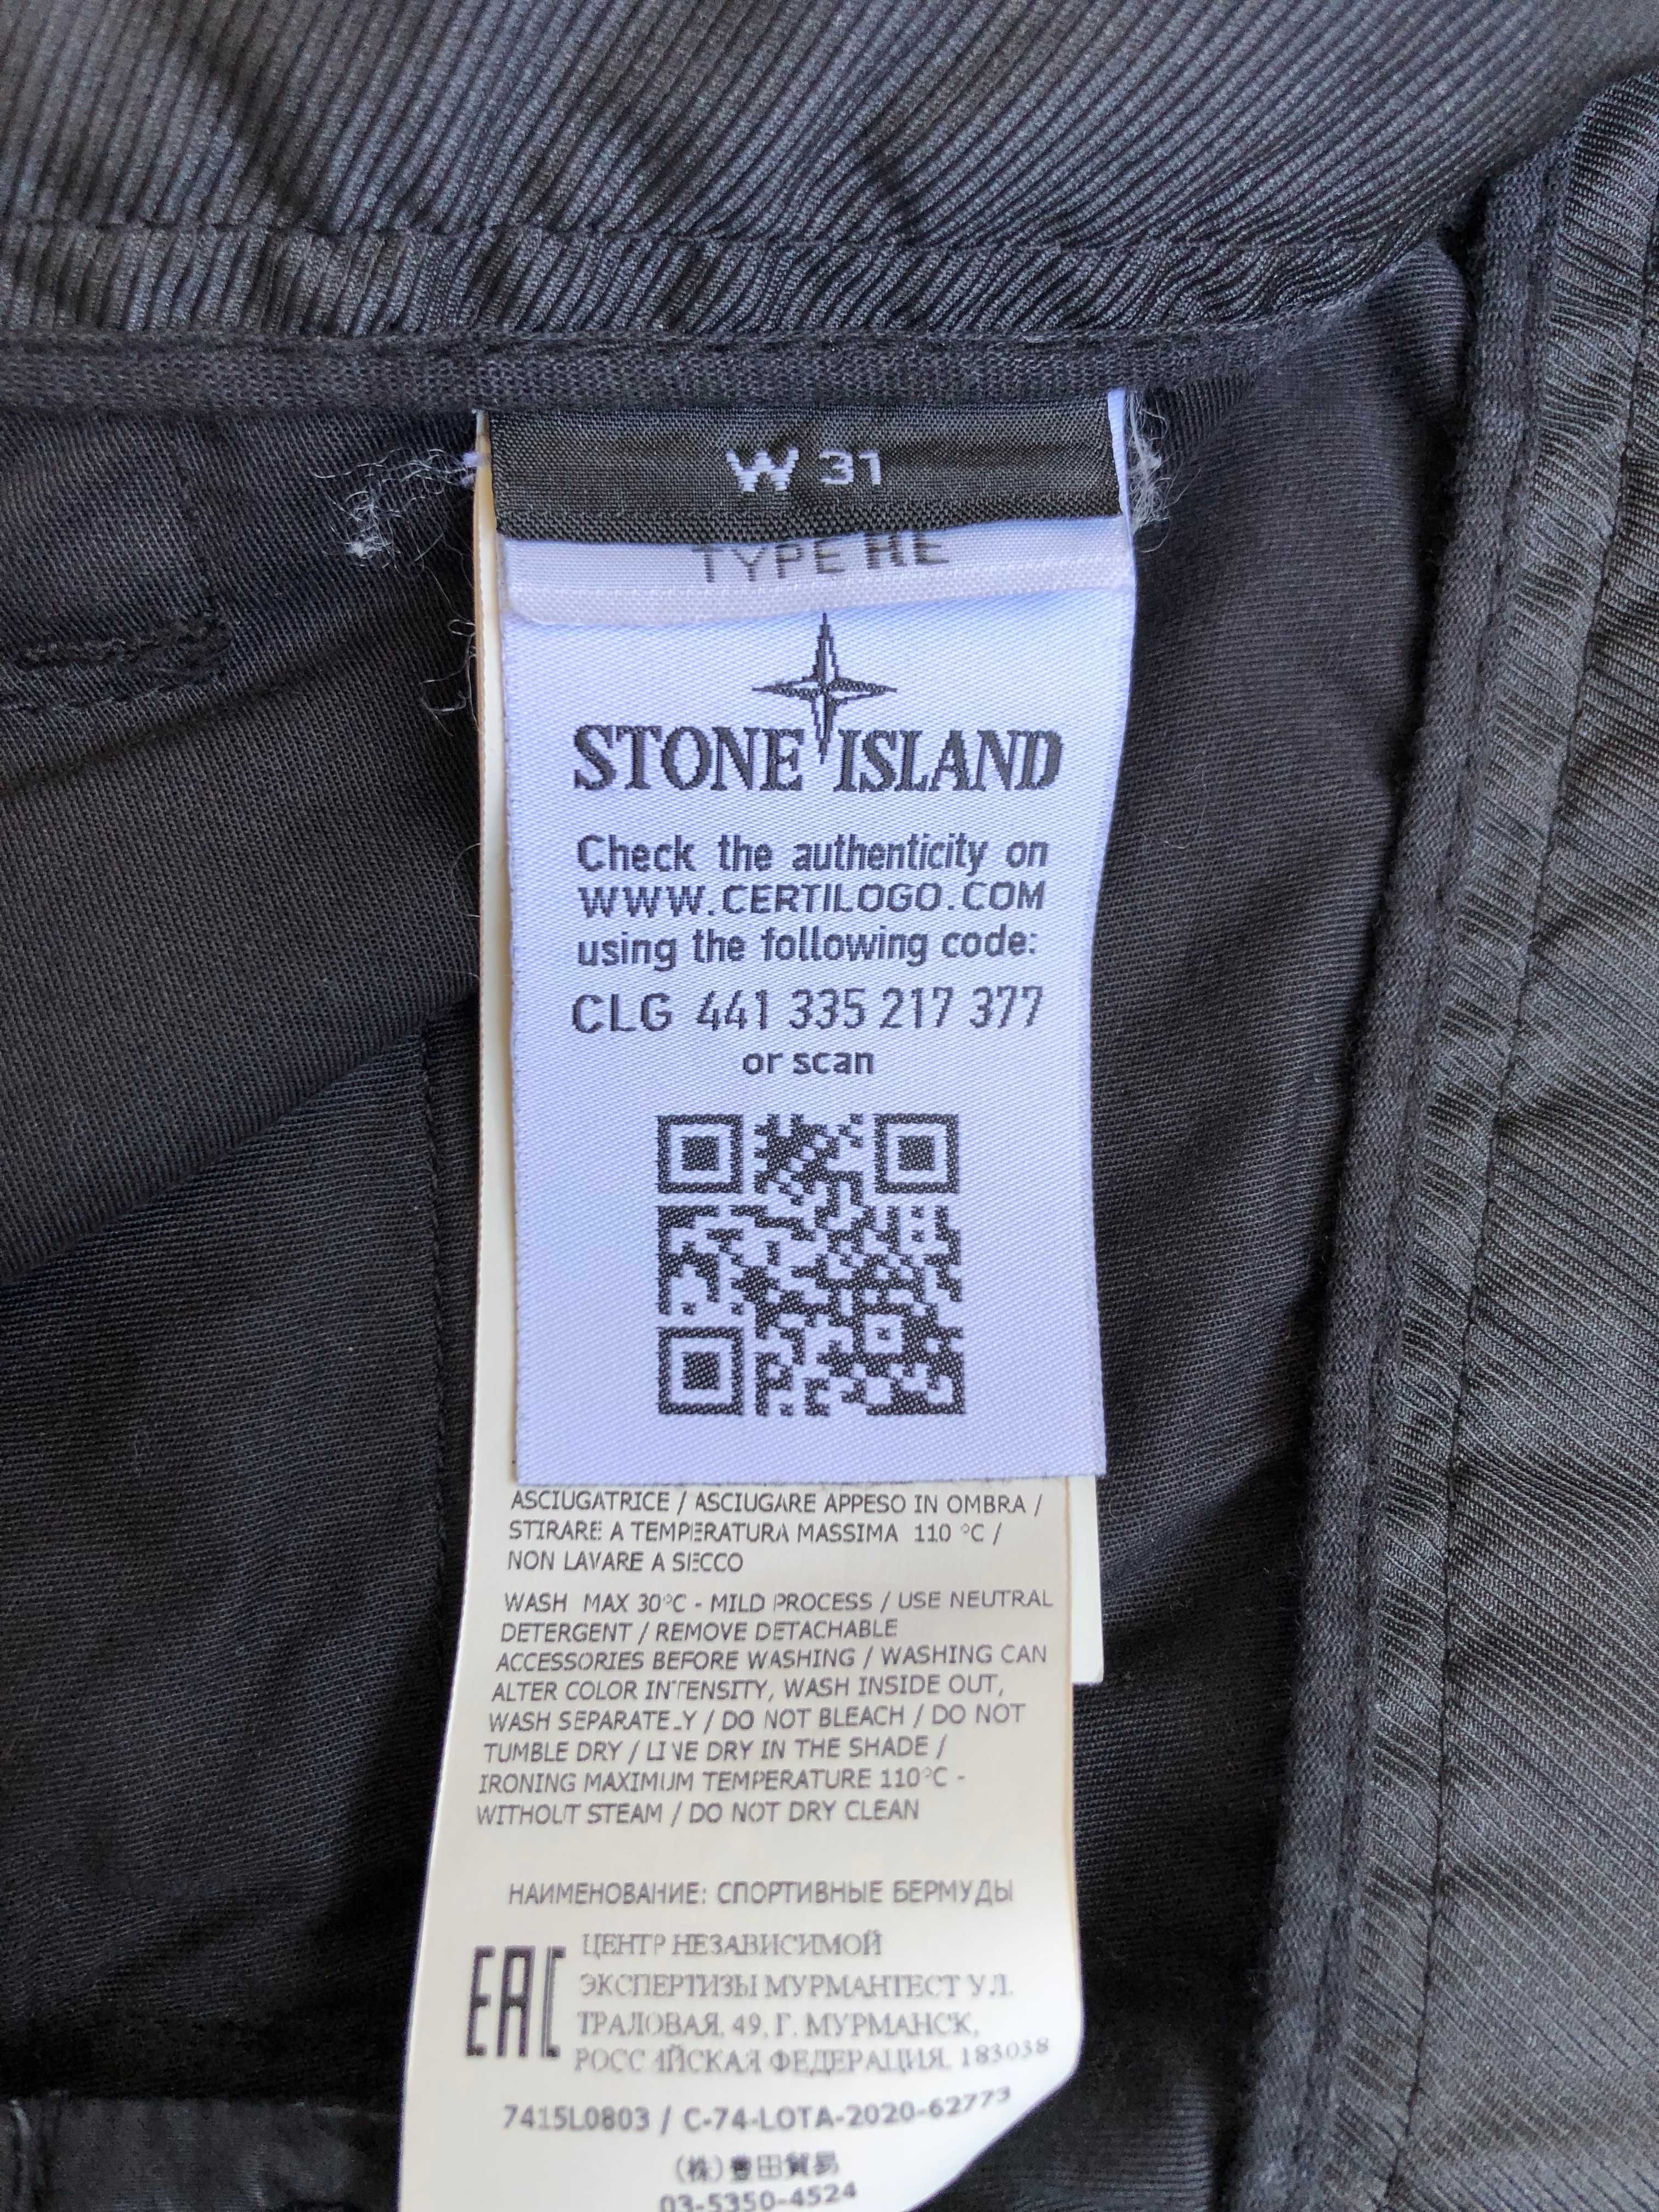 W 31
TYPE RE
STONE ISLAND
Check the authenticity on
WWW.CERTILOGO.COM
using the following code:
CLG 441 335 217 377
or scan
ASCIUGATRICE / ASCIUGARE APPESO IN OMBRA /
STIRARE A TEMPERATURA MASSIMA 110 °C /
NON LAVARE A SECCO
WASH MAX 30°C - MILD PROCESS / USE NEUTRAL
DETERGENT / REMOVE DETACHABLE
ACCESSORIES BEFORE WASHING / WASHING CAN
ALTER COLOR INTENSITY, WASH INSIDE OUT,
WASH SEPARATELY / DO NOT BLEACH / DO NOT
TUMBLE DRY / LINE DRY IN THE SHADE /
IRONING MAXIMUM TEMPERATURE 110°C -
WITHOUT STEAM / DO NOT DRY CLEAN
НАИМЕНОВАНИЕ: СПОРТИВНЫЕ БЕРМУДЫ
EAC
ЦЕНТР НЕЗАВИСИМОЙ
ЭКСПЕРТИЗЫ МУРМАНТЕСТ УЛ.
ТРАЛОВАЯ, 49, Г. МУРМАНСК,
РОССИЙСКАЯ ФЕДЕРАЦИЯ, 183038
7415L0803 / C-74-LOTA-2020-62773
(株)豊田貿易
03-5350-4524